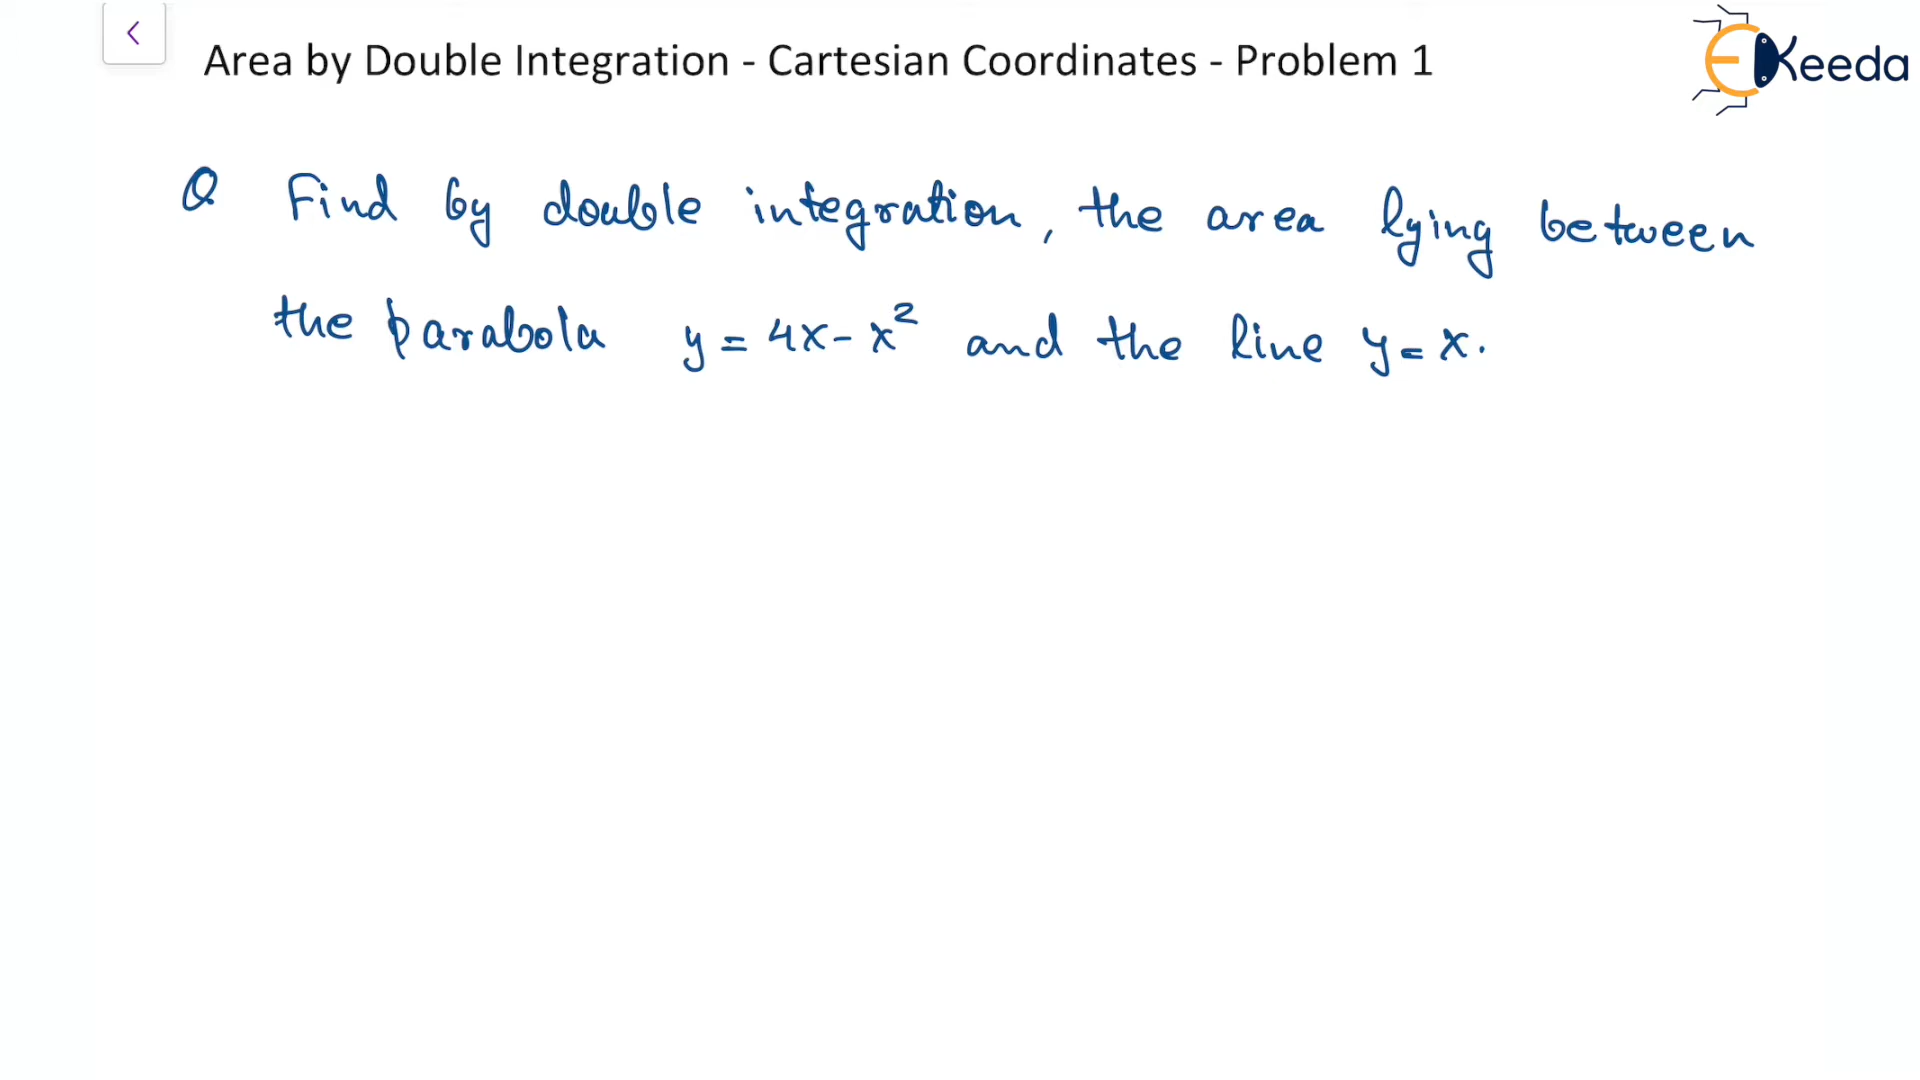 Area by Double Integration - Cartesian Coordinates - Problem 1
EKeeda
Q Find by double integration, the area lying between
the parabola y = 4x - x² and the line y = x.